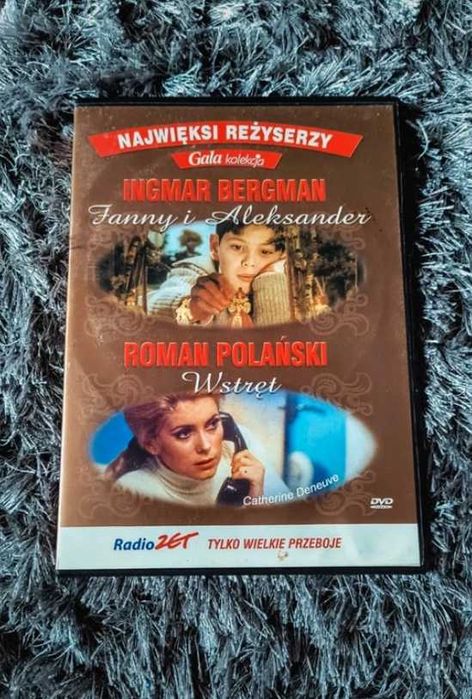 NAJWIĘKSI REŻYSERZY
Gala kolekcja
INGMAR BERGMAN
Fanny i Aleksander
ROMAN POLAŃSKI
Wstręt
Catherine Deneuve
DVD
Radio ZET TYLKO WIELKIE PRZEBOJE